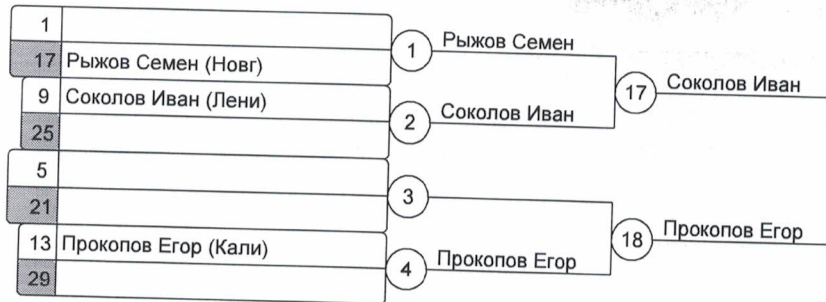 1
17 Рыжов Семен (Новг)
1 Рыжов Семен
9 Соколов Иван (Лени)
25
2 Соколов Иван
17 Соколов Иван
5
21
3
13 Прокопов Егор (Кали)
29
4 Прокопов Егор
18 Прокопов Егор